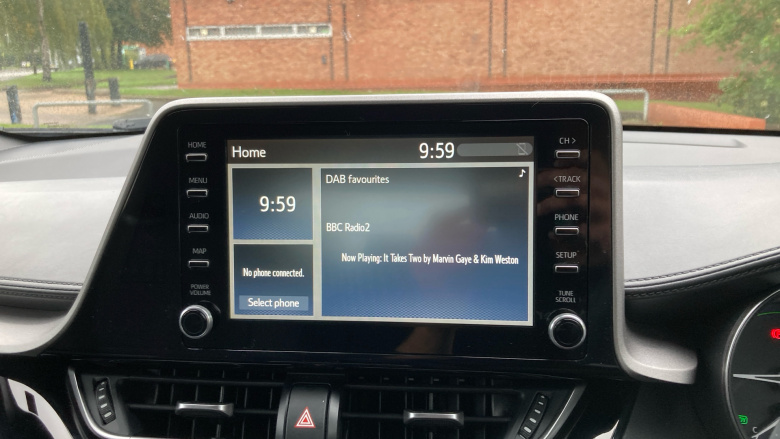 HOME
MENU
AUDIO
MAP
POWER
VOLUME
Home 9:59
9:59
No phone connected.
Select phone
DAB favourites
BBC Radio2
Now Playing: It Takes Two by Marvin Gaye & Kim Weston
CH >
< TRACK
PHONE
SETUP
TUNE
SCROLL